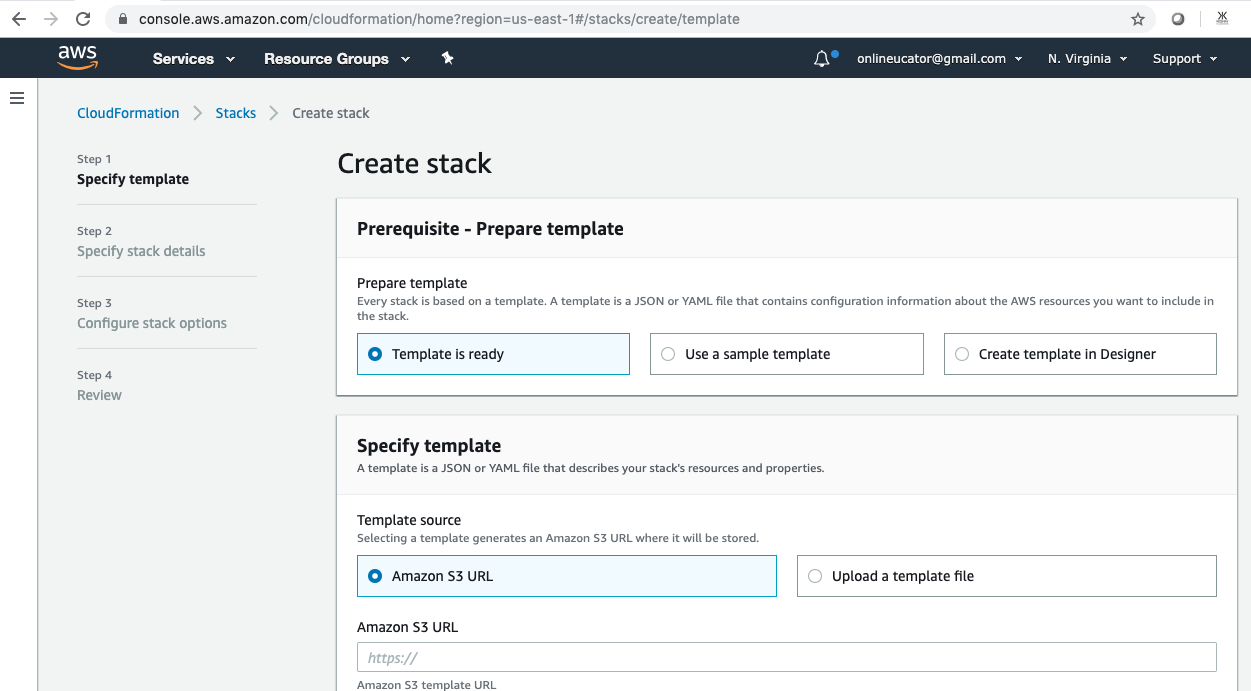 console.aws.amazon.com/cloudformation/home?region=us-east-1#/stacks/create/template
aws Services Resource Groups onlineucator@gmail.com N. Virginia Support
CloudFormation Stacks Create stack
Step 1
Specify template
Step 2
Specify stack details
Step 3
Configure stack options
Step 4
Review
Create stack
Prerequisite - Prepare template
Prepare template
Every stack is based on a template. A template is a JSON or YAML file that contains configuration information about the AWS resources you want to include in
the stack.
Template is ready Use a sample template Create template in Designer
Specify template
A template is a JSON or YAML file that describes your stack's resources and properties.
Template source
Selecting a template generates an Amazon S3 URL where it will be stored.
Amazon S3 URL Upload a template file
Amazon S3 URL
https://
Amazon S3 template URL